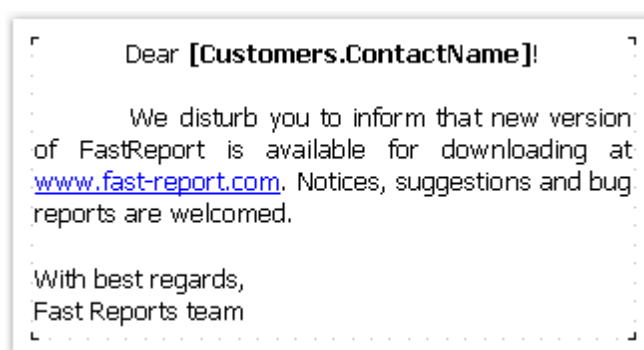 Dear [Customers.ContactName]!
We disturb you to inform that new version
of FastReport is available for downloading at
www.fast-report.com. Notices, suggestions and bug
reports are welcomed.
With best regards,
Fast Reports team